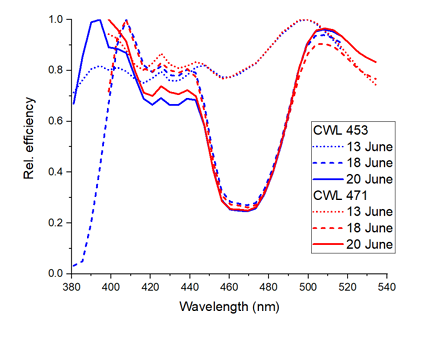 1.0
0.8
0.6
0.4
0.2
0.0
Rel. efficiency
CWL 453
13 June
18 June
20 June
CWL 471
13 June
18 June
20 June
380 400 420 440 460 480 500 520 540
Wavelength (nm)